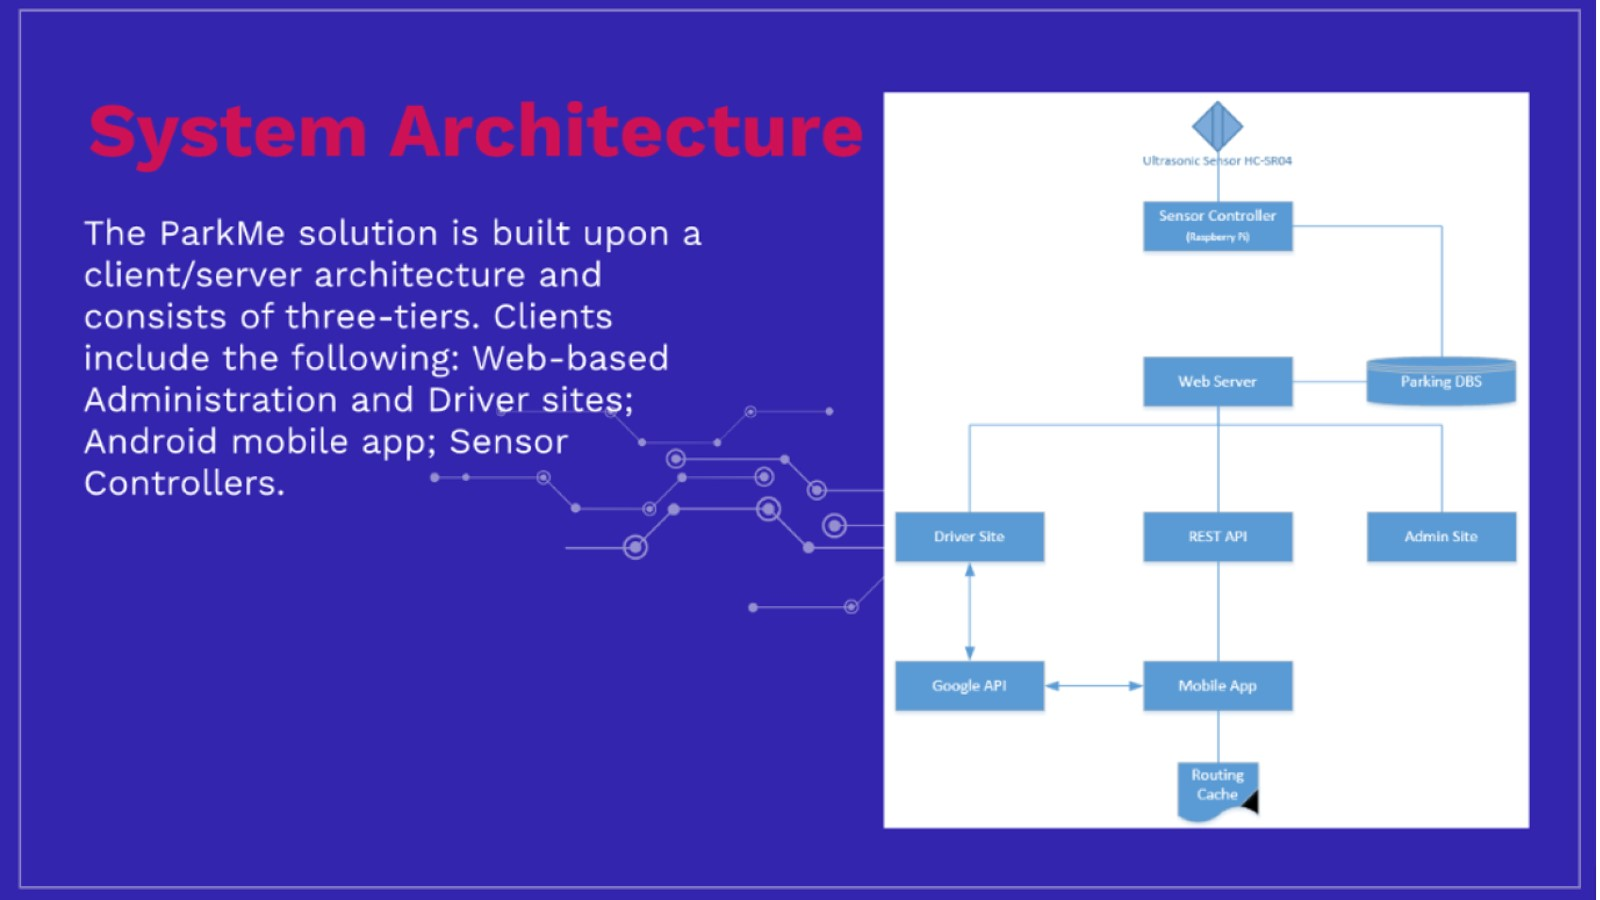 System Architecture
The ParkMe solution is built upon a
client/server architecture and
consists of three-tiers. Clients
include the following: Web-based
Administration and Driver sites;
Android mobile app; Sensor
Controllers.
Ultrasonic Sensor HC-SR04
Sensor Controller
(Raspberry Pi)
Web Server
Parking DBS
Driver Site
REST API
Admin Site
Google API
Mobile App
Routing
Cache